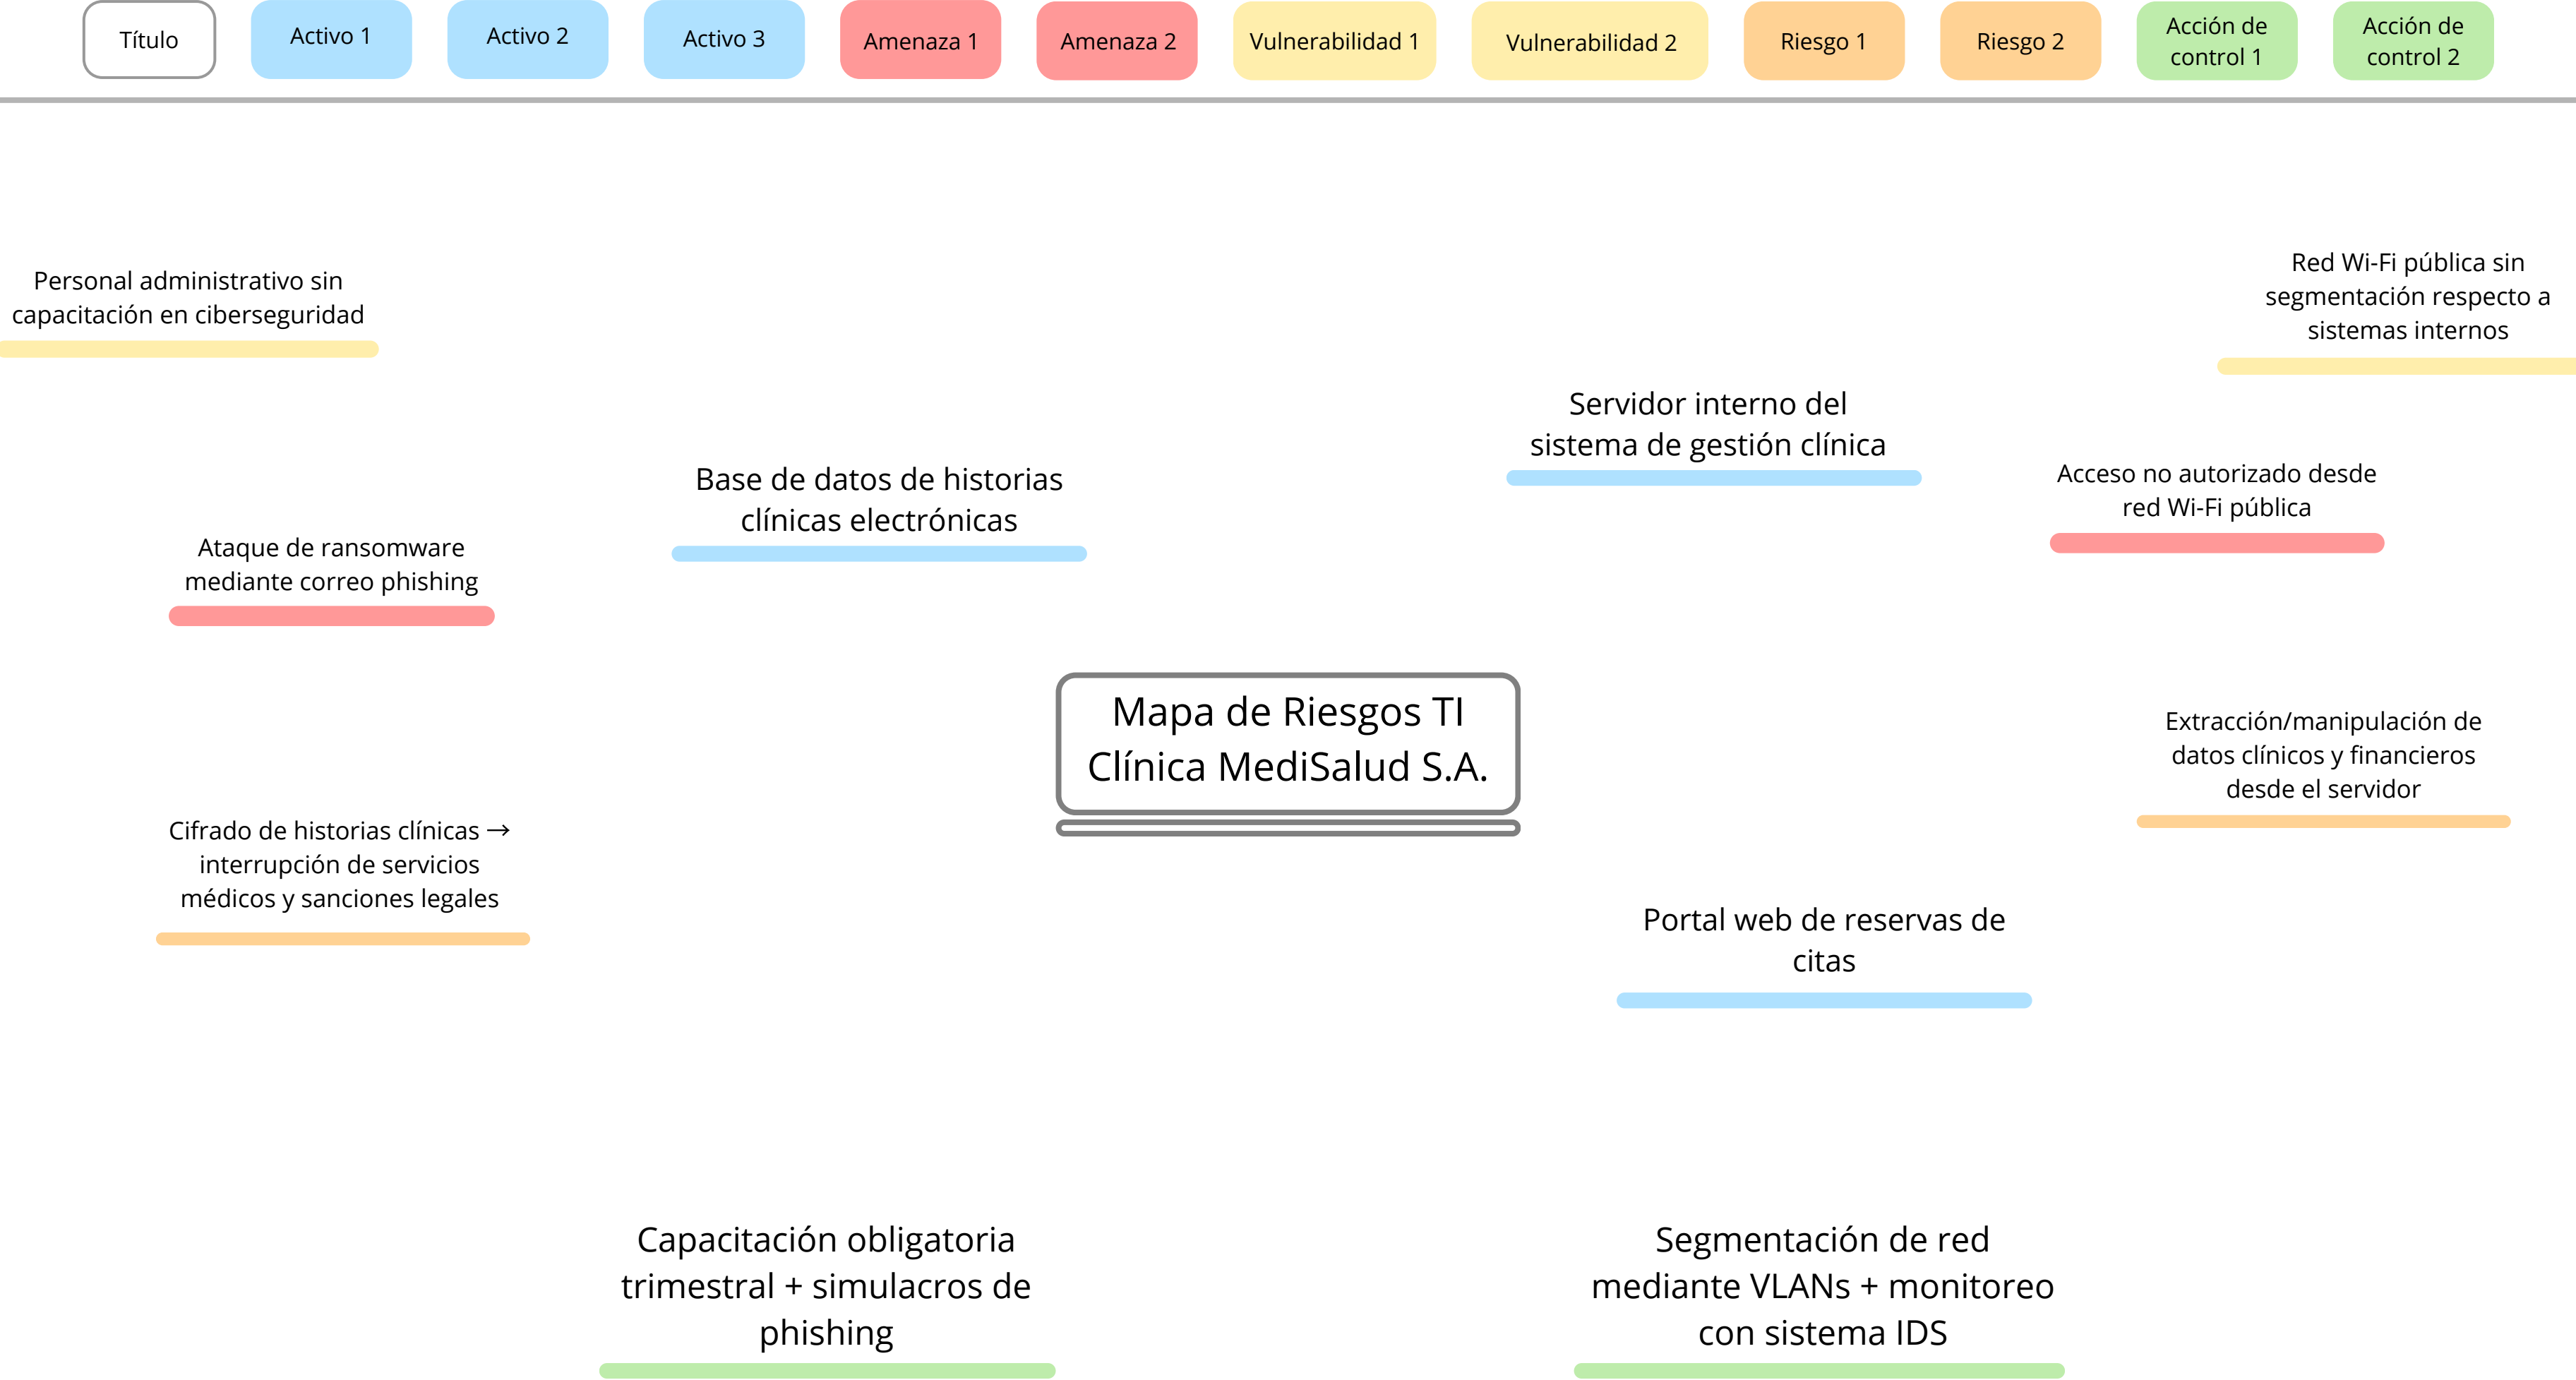 Título
Activo 1
Activo 2
Activo 3
Amenaza 1
Amenaza 2
Vulnerabilidad 1
Vulnerabilidad 2
Riesgo 1
Riesgo 2
Acción de
control 1
Acción de
control 2
Personal administrativo sin
capacitación en ciberseguridad
Red Wi-Fi pública sin
segmentación respecto a
sistemas internos
Servidor interno del
sistema de gestión clínica
Base de datos de historias
clínicas electrónicas
Acceso no autorizado desde
red Wi-Fi pública
Ataque de ransomware
mediante correo phishing
Mapa de Riesgos TI
Clínica MediSalud S.A.
Extracción/manipulación de
datos clínicos y financieros
desde el servidor
Cifrado de historias clínicas →
interrupción de servicios
médicos y sanciones legales
Portal web de reservas de
citas
Capacitación obligatoria
trimestral + simulacros de
phishing
Segmentación de red
mediante VLANs + monitoreo
con sistema IDS